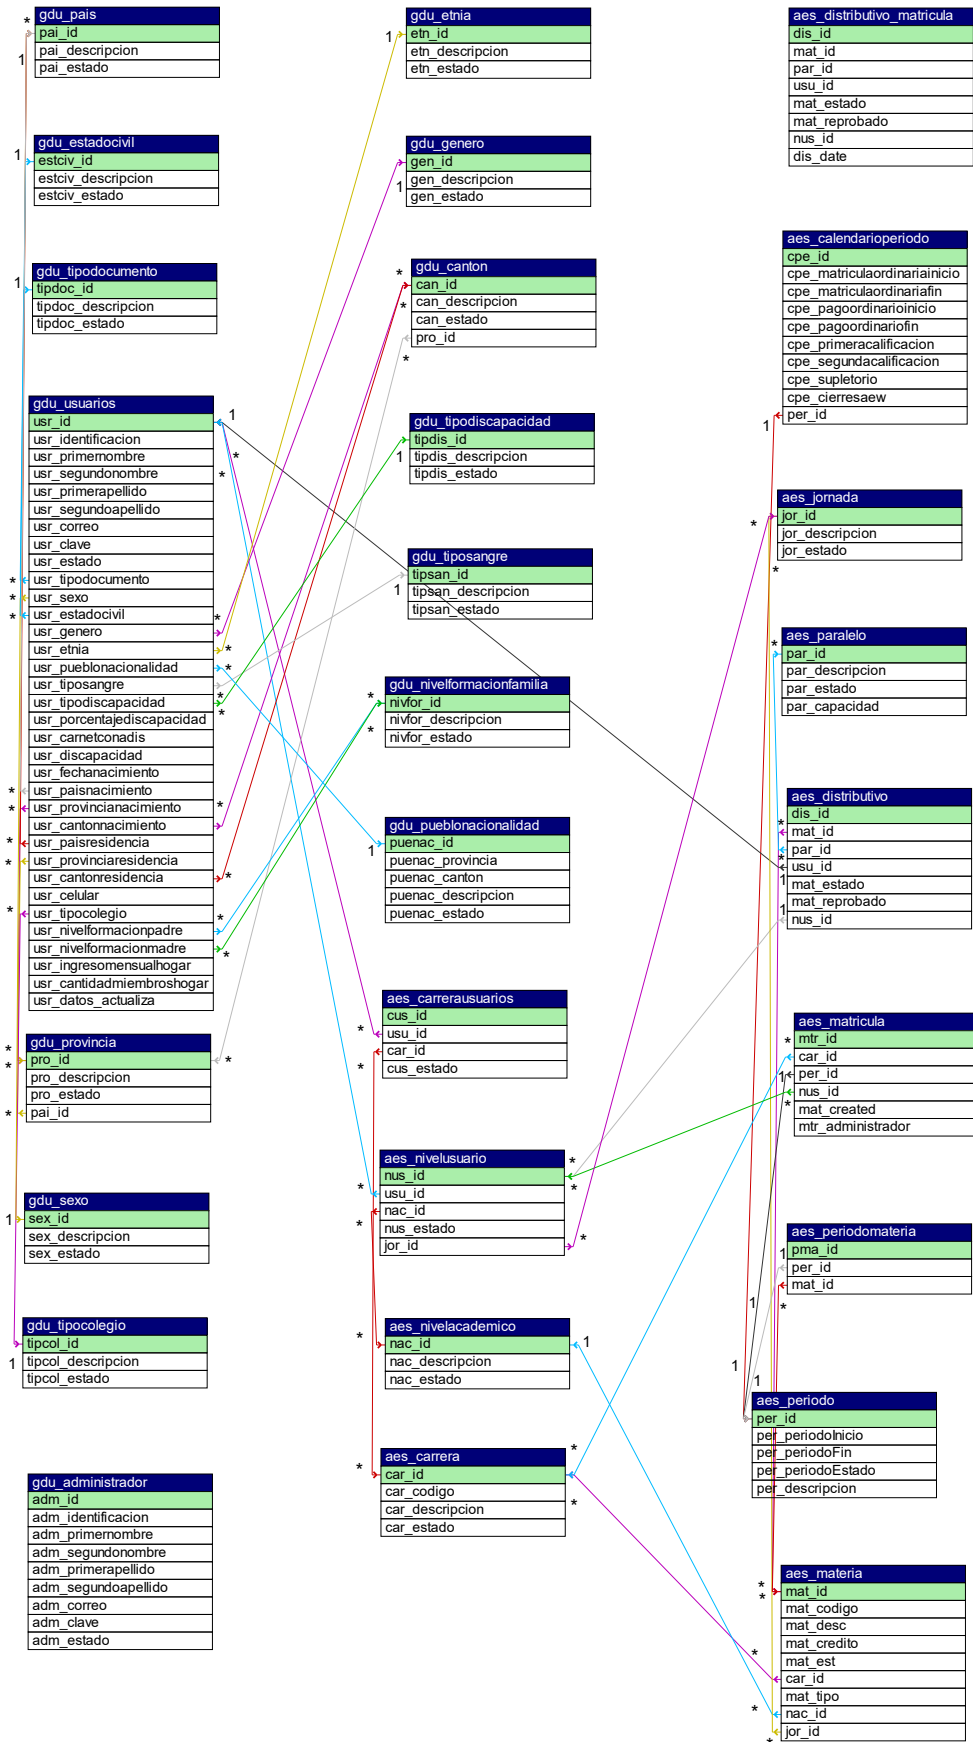 gdu_pais
pai_id
pai_descripcion
pai_estado
gdu_estadocivil
estciv_id
estciv_descripcion
estciv_estado
gdu_tipodocumento
tipdoc_id
tipdoc_descripcion
tipdoc_estado
gdu_usuarios
usr_id
usr_identificacion
usr_primernombre
usr_segundonombre
usr_primerapellido
usr_segundoapellido
usr_correo
usr_clave
usr_estado
usr_tipodocumento
usr_sexo
usr_estadocivil
usr_genero
usr_etnia
usr_pueblonacionalidad
usr_tiposangre
usr_tipodiscapacidad
usr_porcentajediscapacidad
usr_carnetconadis
usr_discapacidad
usr_fechanacimiento
usr_paisnacimiento
usr_provincianacimiento
usr_cantonnacimiento
usr_paisresidencia
usr_provinciaresidencia
usr_cantonresidencia
usr_celular
usr_tipocolegio
usr_nivelformacionpadre
usr_nivelformacionmadre
usr_ingresomensualhogar
usr_cantidadmiembroshogar
usr_datos_actualiza
gdu_provincia
pro_id
pro_descripcion
pro_estado
pai_id
gdu_sexo
sex_id
sex_descripcion
sex_estado
gdu_tipocolegio
tipcol_id
tipcol_descripcion
tipcol_estado
gdu_administrador
adm_id
adm_identificacion
adm_primernombre
adm_segundonombre
adm_primerapellido
adm_segundoapellido
adm_correo
adm_clave
adm_estado
gdu_etnia
etn_id
etn_descripcion
etn_estado
gdu_genero
gen_id
gen_descripcion
gen_estado
gdu_canton
can_id
can_descripcion
can_estado
pro_id
gdu_tipodiscapacidad
tipdis_id
tipdis_descripcion
tipdis_estado
gdu_tiposangre
tipsan_id
tipsan_descripcion
tipsan_estado
gdu_nivelformacionfamilia
nivfor_id
nivfor_descripcion
nivfor_estado
gdu_pueblonacionalidad
puenac_id
puenac_provincia
puenac_canton
puenac_descripcion
puenac_estado
aes_carrerausuarios
cus_id
usu_id
car_id
cus_estado
aes_nivelusuario
nus_id
usu_id
nac_id
nus_estado
jor_id
aes_nivelacademico
nac_id
nac_descripcion
nac_estado
aes_carrera
car_id
car_codigo
car_descripcion
car_estado
aes_distributivo_matricula
dis_id
mat_id
par_id
usu_id
mat_estado
mat_reprobado
nus_id
dis_date
aes_calendarioperiodo
cpe_id
cpe_matriculaordinariainicio
cpe_matriculaordinariafin
cpe_pagoordinarioinicio
cpe_pagoordinariofin
cpe_primeracalificacion
cpe_segundacalificacion
cpe_supletorio
cpe_cierresaew
per_id
aes_jornada
jor_id
jor_descripcion
jor_estado
aes_paralelo
par_id
par_descripcion
par_estado
par_capacidad
aes_distributivo
dis_id
mat_id
par_id
usu_id
mat_estado
mat_reprobado
nus_id
aes_matricula
mtr_id
car_id
per_id
nus_id
mat_created
mtr_administrador
aes_periodomateria
pma_id
per_id
mat_id
aes_periodo
per_id
per_periodoInicio
per_periodoFin
per_periodoEstado
per_descripcion
aes_materia
mat_id
mat_codigo
mat_desc
mat_credito
mat_est
car_id
mat_tipo
nac_id
jor_id